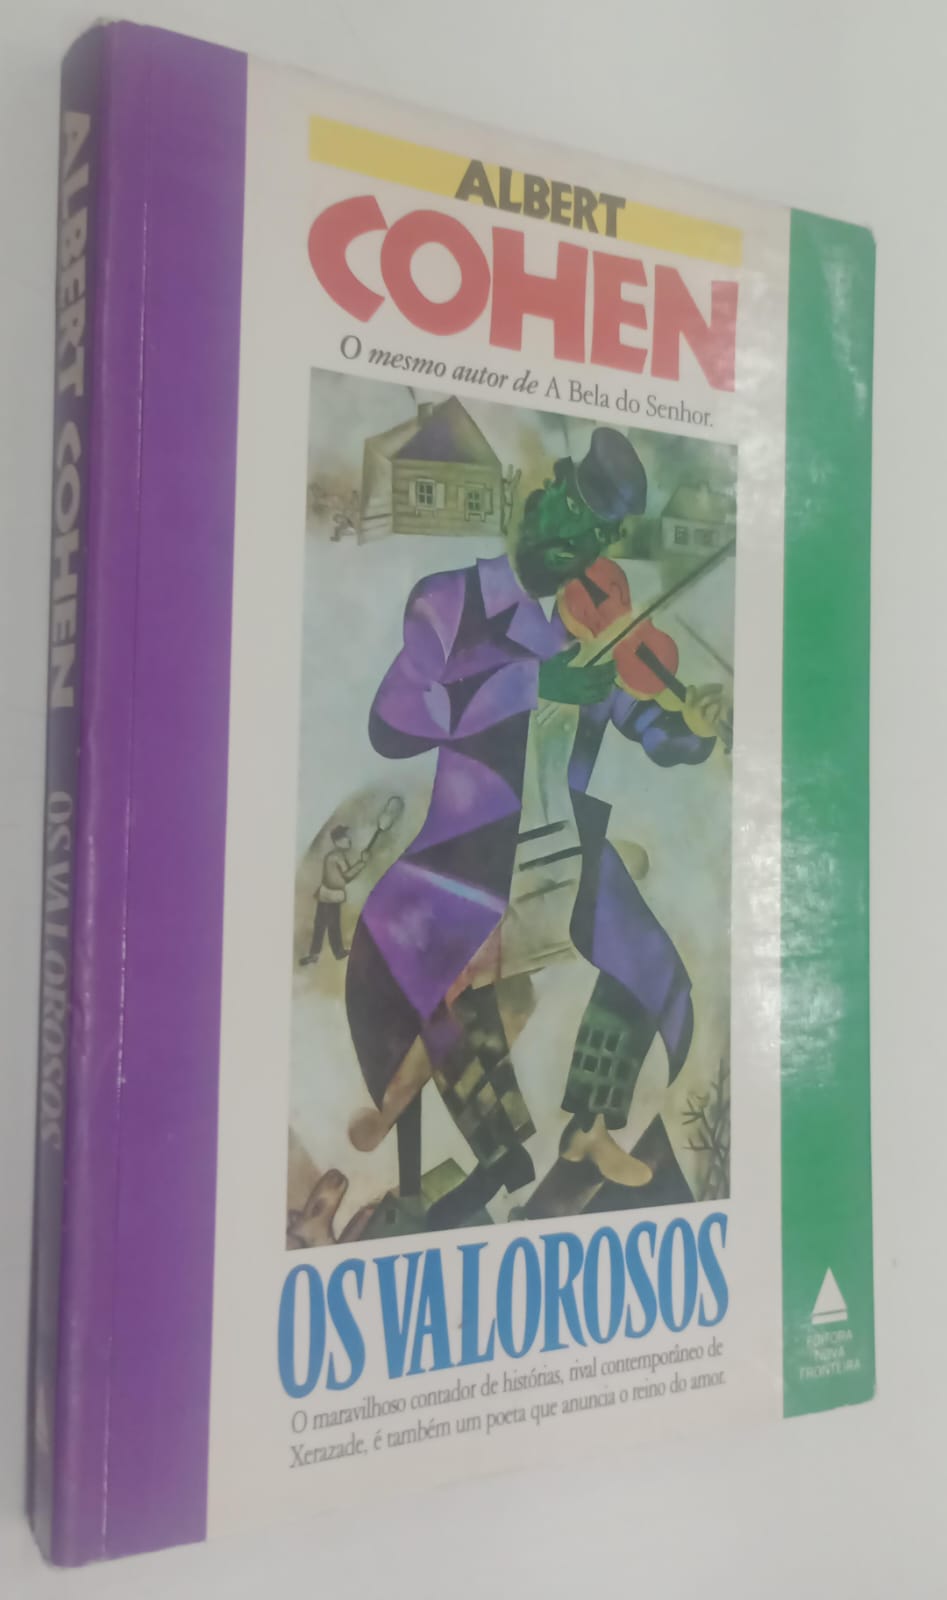 ALBERT COHEN OS VALOROSOS
ALBERT
COHEN
O mesmo autor de A Bela do Senhor.
OS VALOROSOS
O maravilhoso contador de histórias, rival contemporâneo de
Xerazade, é também um poeta que anuncia o reino do amor.
EDITORA
NOVA
FRONTEIRA